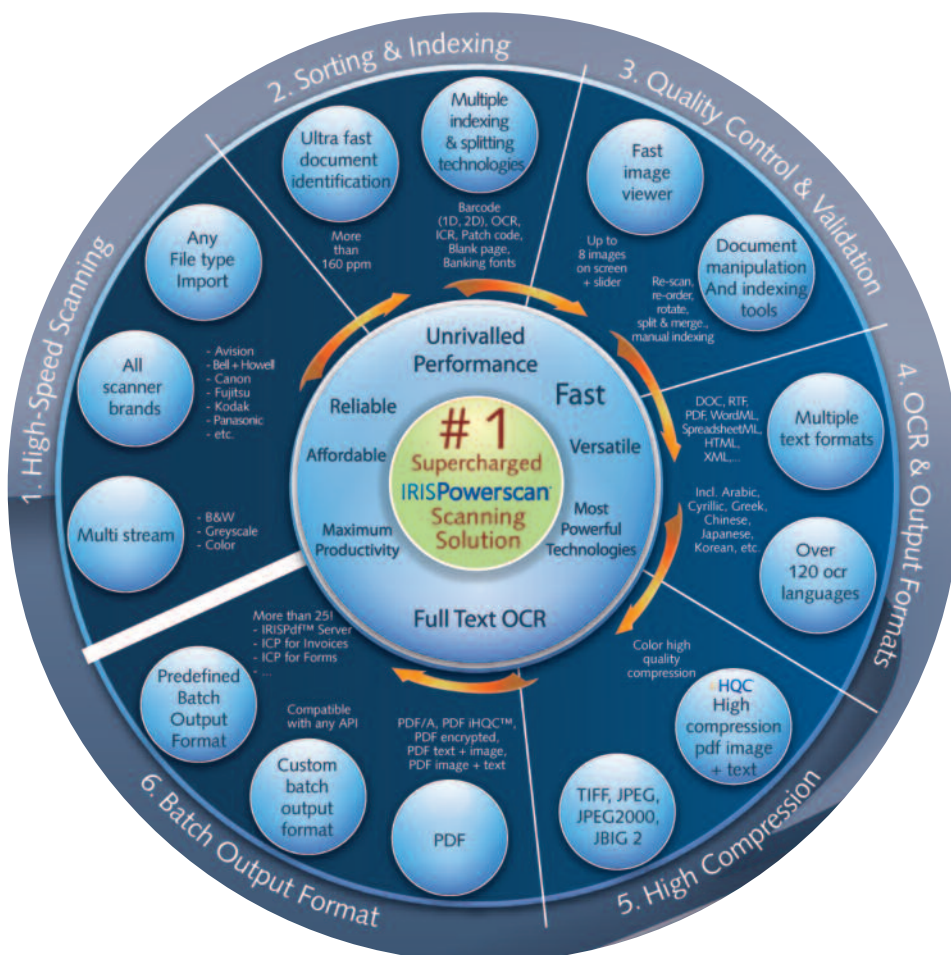 1. High-Speed Scanning
Any
File type
Import
All
scanner
brands
- Avision
- Bell + Howell
- Canon
- Fujitsu
- Kodak
- Panasonic
- etc.
Multi stream
- B&W
- Greyscale
- Color
2. Sorting & Indexing
Ultra fast
document
identification
More
than
160 ppm
Multiple
indexing
& splitting
technologies
Barcode
(1D, 2D), OCR,
ICR, Patch code,
Blank page,
Banking fonts
3. Quality Control & Validation
Fast
image
viewer
Up to
8 images
on screen
+ slider
Document
manipulation
And indexing
tools
Re-scan,
re-order,
rotate,
split & merge.,
manual indexing
4. OCR & Output Formats
Multiple
text formats
DOC, RTF,
PDF, WordML,
SpreadsheetML,
HTML,
XML,...
Over
120 ocr
languages
Incl. Arabic,
Cyrillic, Greek,
Chinese,
Japanese,
Korean, etc.
5. High Compression
HQC
High
compression
pdf image
+ text
Color high
quality
compression
TIFF, JPEG,
JPEG2000,
JBIG 2
6. Batch Output Format
PDF
PDF/A, PDF iHQC™,
PDF encrypted,
PDF text + image,
PDF image + text
Custom
batch
output
format
Compatible
with any API
Predefined
Batch
Output
Format
More than 25!
- IRISPdf™ Server
- ICP for Invoices
- ICP for Forms
- ...
Unrivalled
Performance
Fast
Reliable
Versatile
Affordable
Most
Powerful
Technologies
Maximum
Productivity
Full Text OCR
# 1
Supercharged
IRISPowerscan
Scanning
Solution